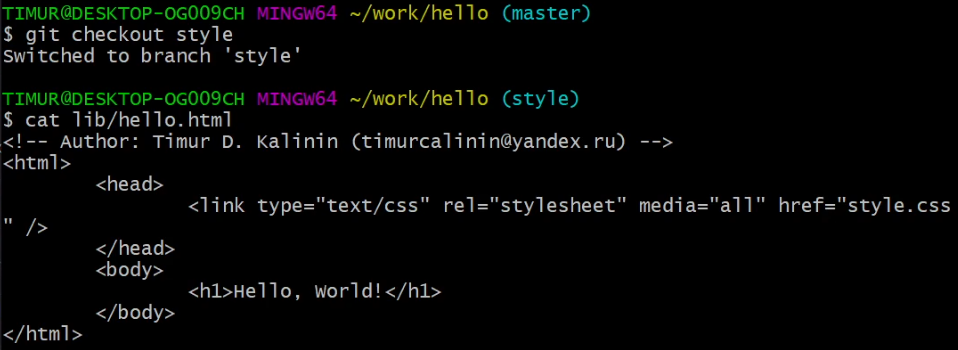 TIMUR@DESKTOP-OG009CH MINGW64 ~/work/hello (master)
$ git checkout style
Switched to branch 'style'
TIMUR@DESKTOP-OG009CH MINGW64 ~/work/hello (style)
$ cat lib/hello.html
<!-- Author: Timur D. Kalinin (timurcalinin@yandex.ru) -->
<html>
<head>
<link type="text/css" rel="stylesheet" media="all" href="style.css
" />
</head>
<body>
<h1>Hello, World!</h1>
</body>
</html>